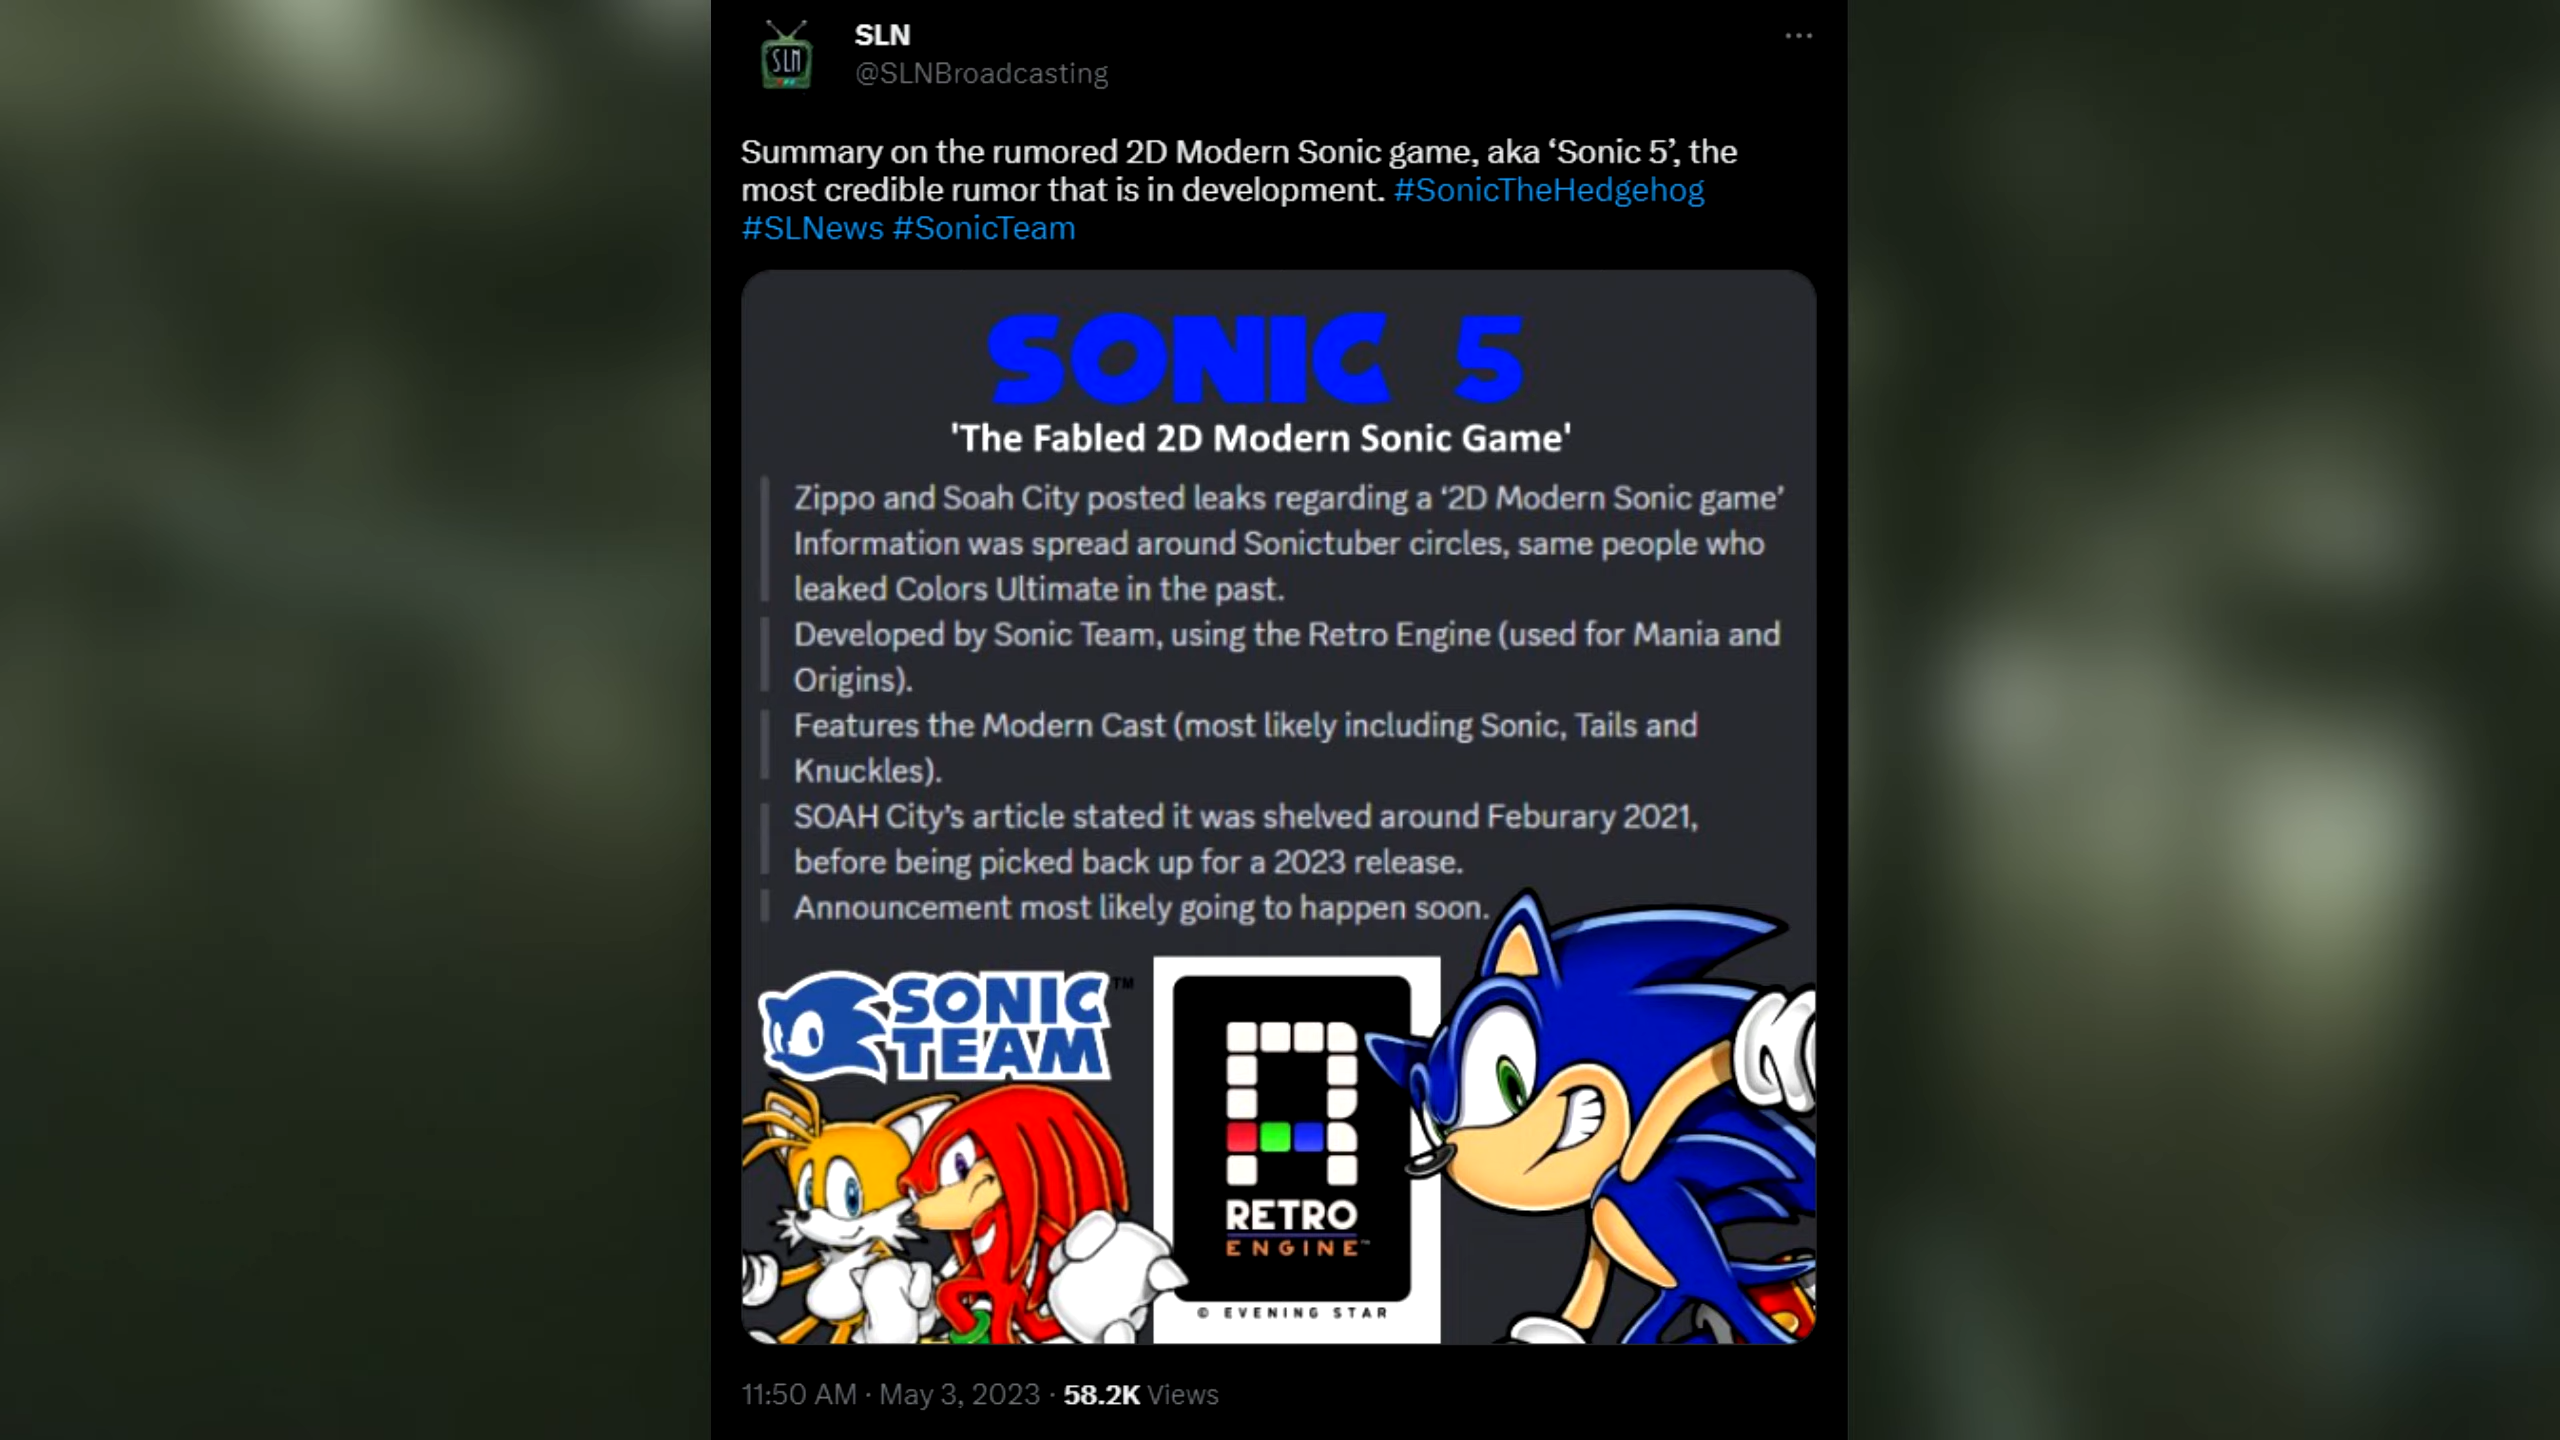 SLN
SLN
@SLNBroadcasting
Summary on the rumored 2D Modern Sonic game, aka ‘Sonic 5’, the
most credible rumor that is in development. #SonicTheHedgehog
#SLNews #SonicTeam
SONIC 5
'The Fabled 2D Modern Sonic Game'
Zippo and Soah City posted leaks regarding a ‘2D Modern Sonic game’
Information was spread around Sonictuber circles, same people who
leaked Colors Ultimate in the past.
Developed by Sonic Team, using the Retro Engine (used for Mania and
Origins).
Features the Modern Cast (most likely including Sonic, Tails and
Knuckles).
SOAH City’s article stated it was shelved around Feburary 2021,
before being picked back up for a 2023 release.
Announcement most likely going to happen soon.
SONIC
TEAM™
RETRO
ENGINE™
© EVENING STAR
11:50 AM · May 3, 2023 · 58.2K Views